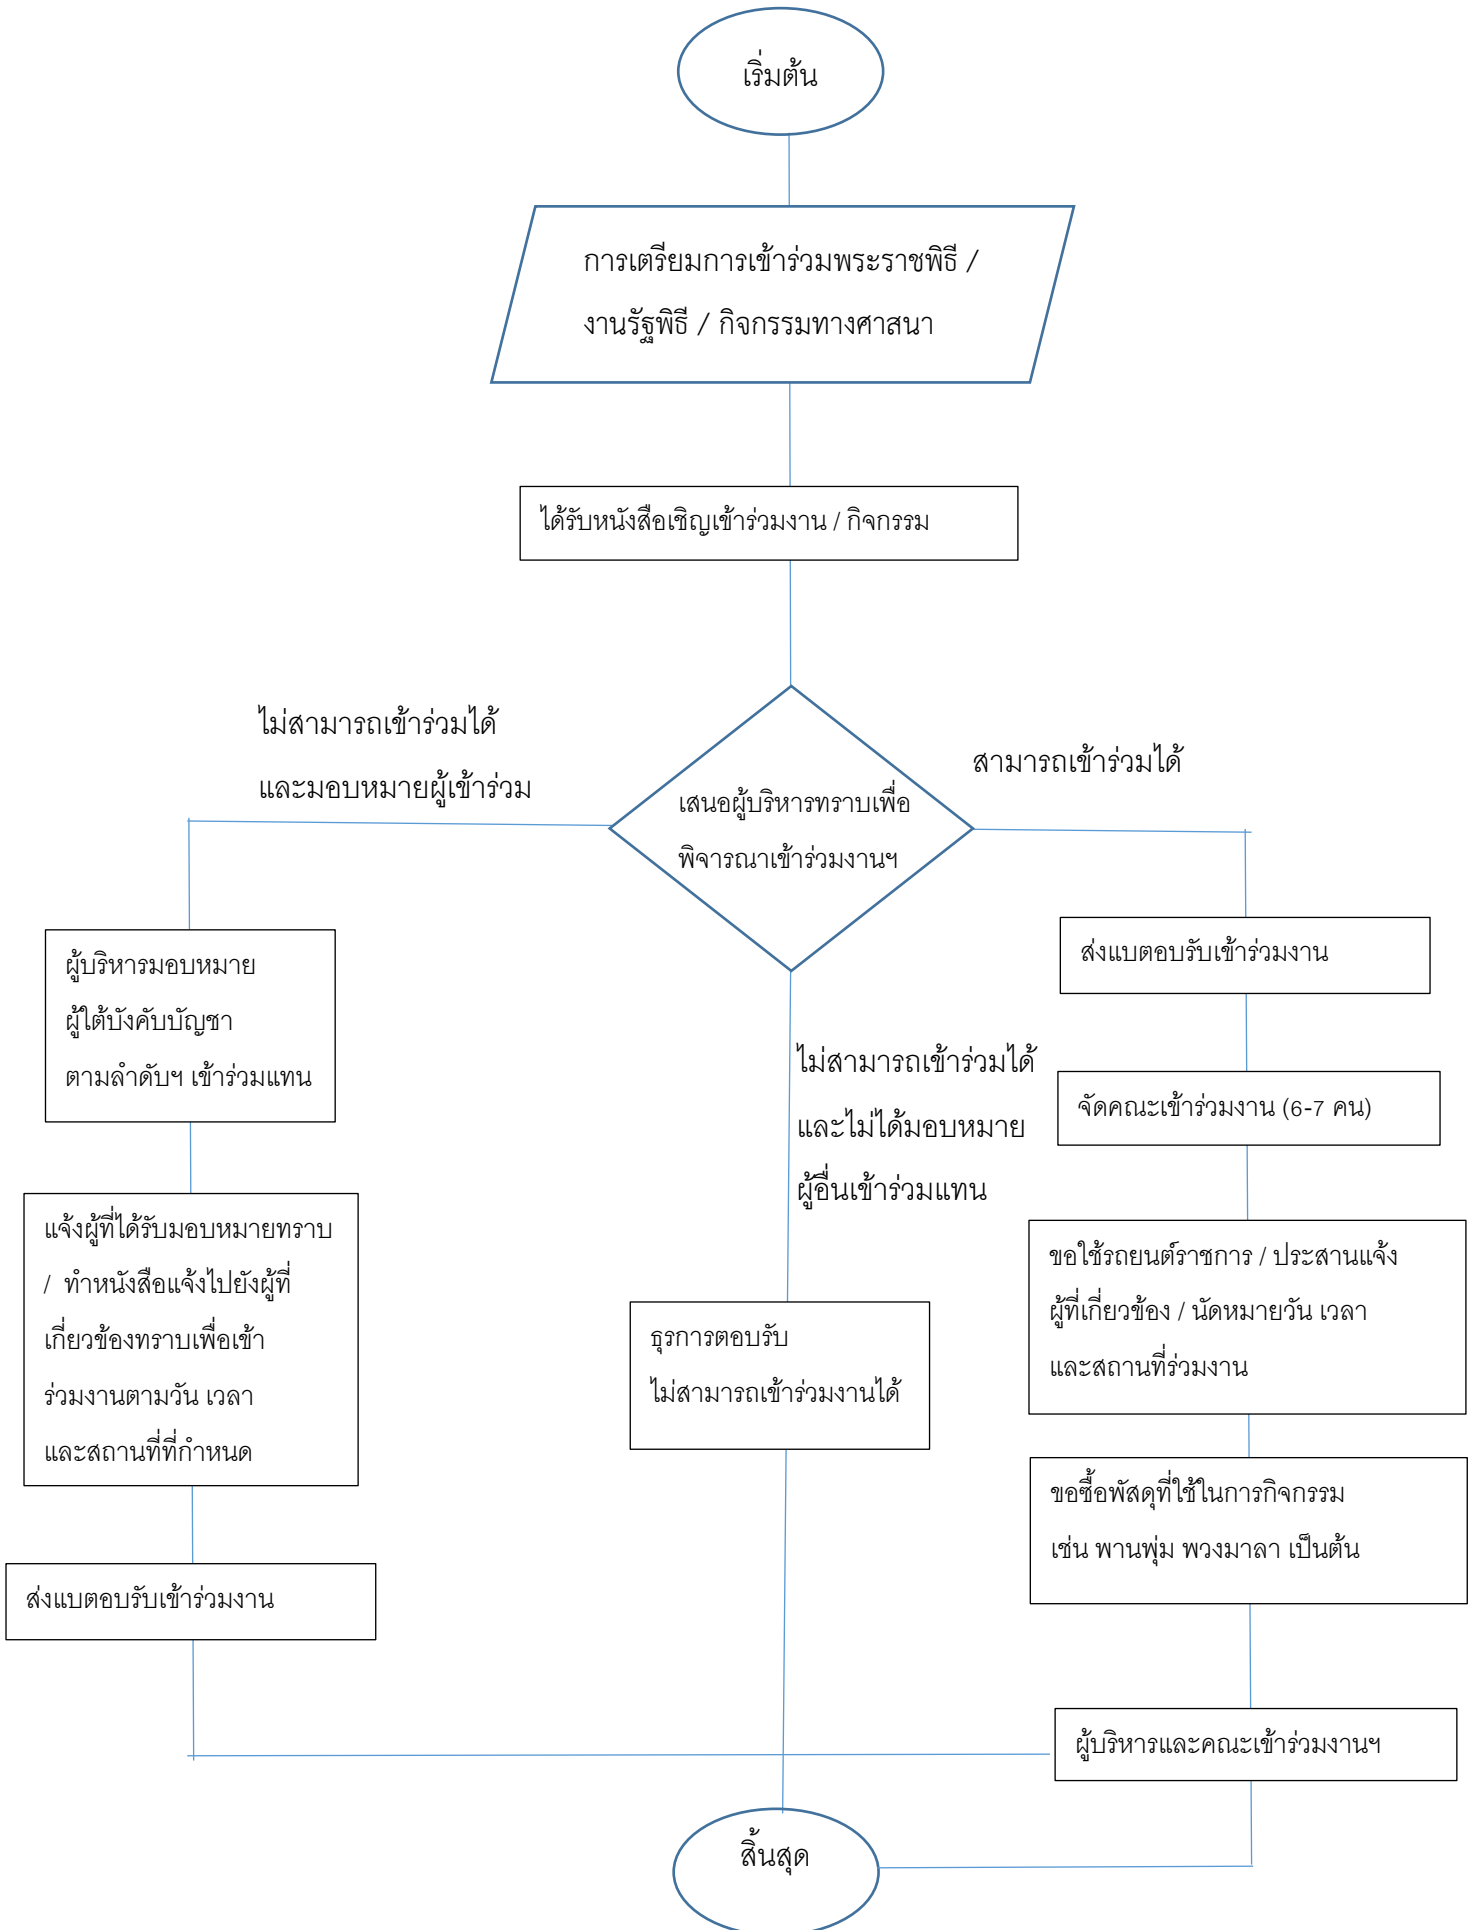 เริ่มต้น
การเตรียมการเข้าร่วมพระราชพิธี /
งานรัฐพิธี / กิจกรรมทางศาสนา
ได้รับหนังสือเชิญเข้าร่วมงาน / กิจกรรม
ไม่สามารถเข้าร่วมได้
และมอบหมายผู้เข้าร่วม
สามารถเข้าร่วมได้
เสนอผู้บริหารทราบเพื่อ
พิจารณาเข้าร่วมงานฯ
ผู้บริหารมอบหมาย
ผู้ใต้บังคับบัญชา
ตามลำดับฯ เข้าร่วมแทน
แจ้งผู้ที่ได้รับมอบหมายทราบ
/ ทำหนังสือแจ้งไปยังผู้ที่
เกี่ยวข้องทราบเพื่อเข้า
ร่วมงานตามวัน เวลา
และสถานที่ที่กำหนด
ส่งแบตอบรับเข้าร่วมงาน
ไม่สามารถเข้าร่วมได้
และไม่ได้มอบหมาย
ผู้อื่นเข้าร่วมแทน
ธุรการตอบรับ
ไม่สามารถเข้าร่วมงานได้
ส่งแบตอบรับเข้าร่วมงาน
จัดคณะเข้าร่วมงาน (6-7 คน)
ขอใช้รถยนต์ราชการ / ประสานแจ้ง
ผู้ที่เกี่ยวข้อง / นัดหมายวัน เวลา
และสถานที่ร่วมงาน
ขอซื้อพัสดุที่ใช้ในการกิจกรรม
เช่น พานพุ่ม พวงมาลา เป็นต้น
ผู้บริหารและคณะเข้าร่วมงานฯ
สิ้นสุด